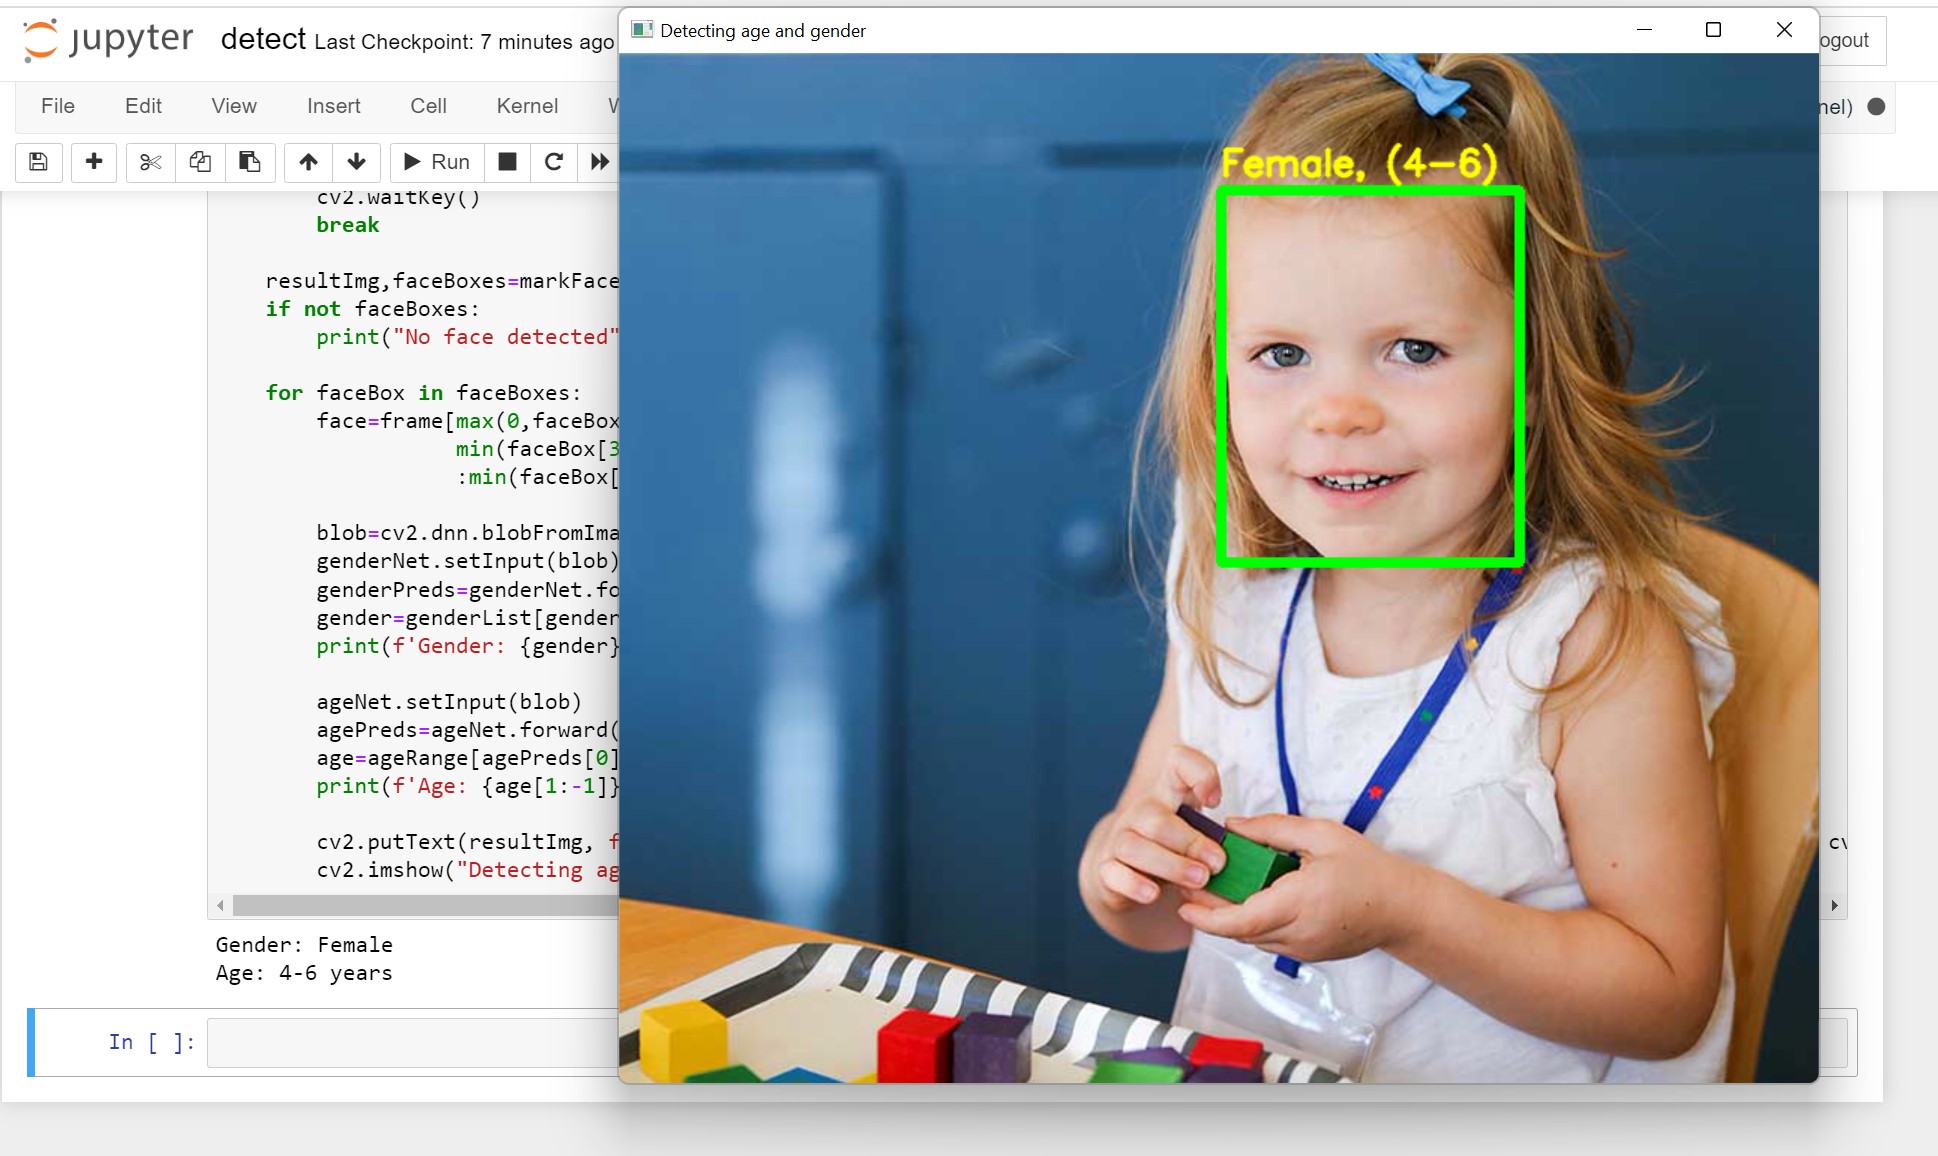 jupyter detect Last Checkpoint: 7 minutes ago
ogout
File Edit View Insert Cell Kernel
nel)
Run
cv2.waitKey()
break
resultImg,faceBoxes=markFace
if not faceBoxes:
print("No face detected"
for faceBox in faceBoxes:
face=frame[max(0,faceBox
min(faceBox[3
:min(faceBox[
blob=cv2.dnn.blobFromIma
genderNet.setInput(blob)
genderPreds=genderNet.fo
gender=genderList[gender
print(f'Gender: {gender}
ageNet.setInput(blob)
agePreds=ageNet.forward(
age=ageRange[agePreds[0]
print(f'Age: {age[1:-1]}
cv2.putText(resultImg, f
cv2.imshow("Detecting ag
Gender: Female
Age: 4-6 years
In [ ]:
Detecting age and gender
Female, (4-6)